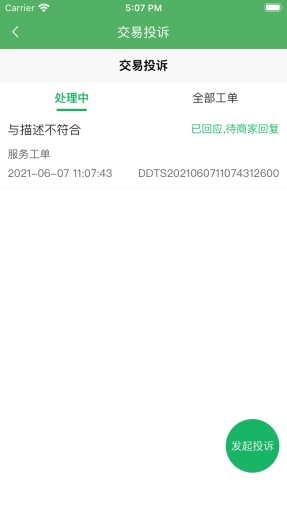 Carrier 5:07 PM
交易投诉
交易投诉
处理中 全部工单
与描述不符合 已回应,待商家回复
服务工单
2021-06-07 11:07:43 DDTS2021060711074312600
发起投诉